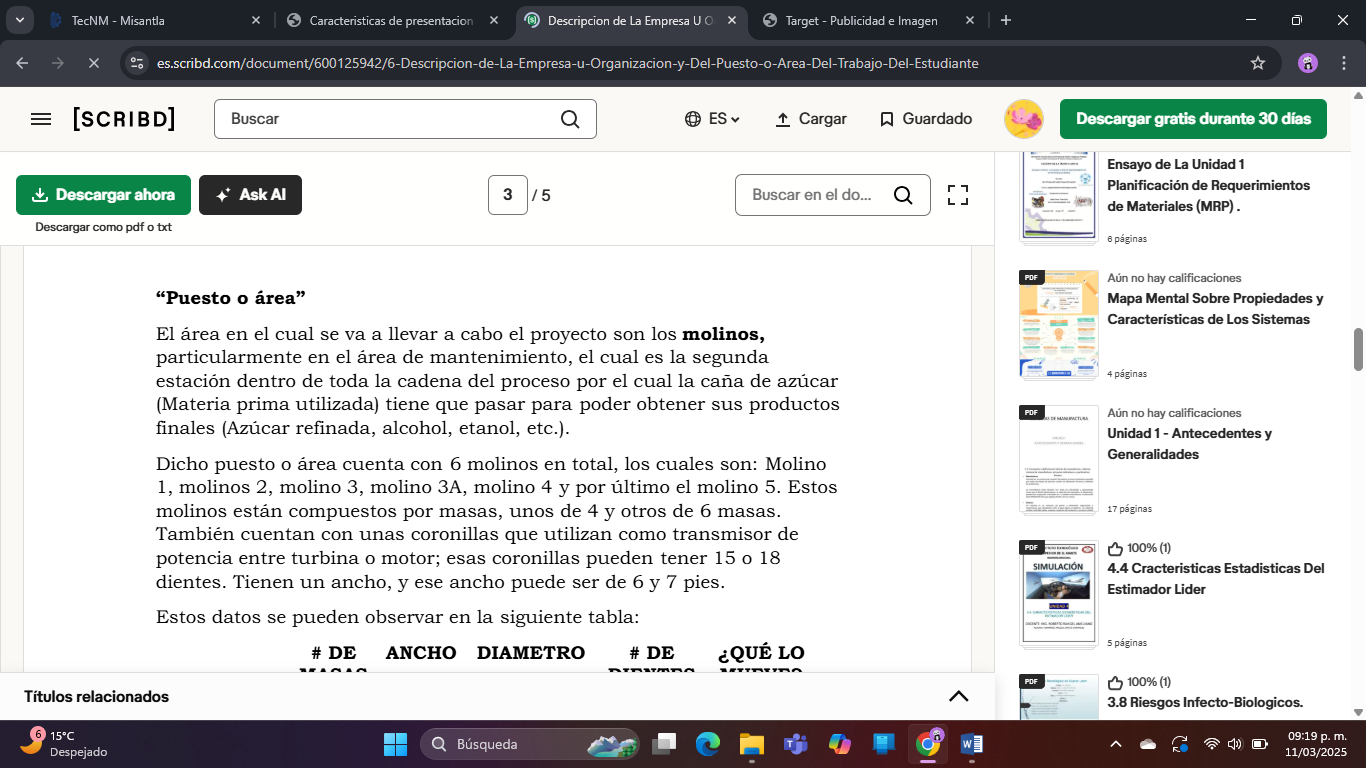 TecNM - Misantla
Caracteristicas de presentacion
Descripcion de La Empresa U O
Target - Publicidad e Imagen
es.scribd.com/document/600125942/6-Descripcion-de-La-Empresa-u-Organizacion-y-Del-Puesto-o-Area-Del-Trabajo-Del-Estudiante
[SCRIBD]
Buscar
ES
Cargar
Guardado
Descargar gratis durante 30 días
Descargar ahora
Ask AI
3 / 5
Buscar en el do...
Descargar como pdf o txt
“Puesto o área”
El área en el cual se va a llevar a cabo el proyecto son los molinos,
particularmente en el área de mantenimiento, el cual es la segunda
estación dentro de toda la cadena del proceso por el cual la caña de azúcar
(Materia prima utilizada) tiene que pasar para poder obtener sus productos
finales (Azúcar refinada, alcohol, etanol, etc.).
Dicho puesto o área cuenta con 6 molinos en total, los cuales son: Molino
1, molinos 2, molino 3, molino 3A, molino 4 y por último el molino 5. Estos
molinos están compuestos por masas, unos de 4 y otros de 6 masas.
También cuentan con unas coronillas que utilizan como transmisor de
potencia entre turbina o motor; esas coronillas pueden tener 15 o 18
dientes. Tienen un ancho, y ese ancho puede ser de 6 y 7 pies.
Estos datos se pueden observar en la siguiente tabla:
# DE ANCHO DIAMETRO # DE ¿QUÉ LO
MASAS DIENTES MUEVE?
Títulos relacionados
Ensayo de La Unidad 1
Planificación de Requerimientos
de Materiales (MRP) .
6 páginas
PDF
Aún no hay calificaciones
Mapa Mental Sobre Propiedades y
Características de Los Sistemas
4 páginas
PDF
Aún no hay calificaciones
Unidad 1 - Antecedentes y
Generalidades
17 páginas
PDF
SIMULACIÓN
100% (1)
4.4 Cracteristicas Estadisticas Del
Estimador Lider
5 páginas
PDF
100% (1)
3.8 Riesgos Infecto-Biologicos.
6
15°C
Despejado
Búsqueda
09:19 p. m.
11/03/2025